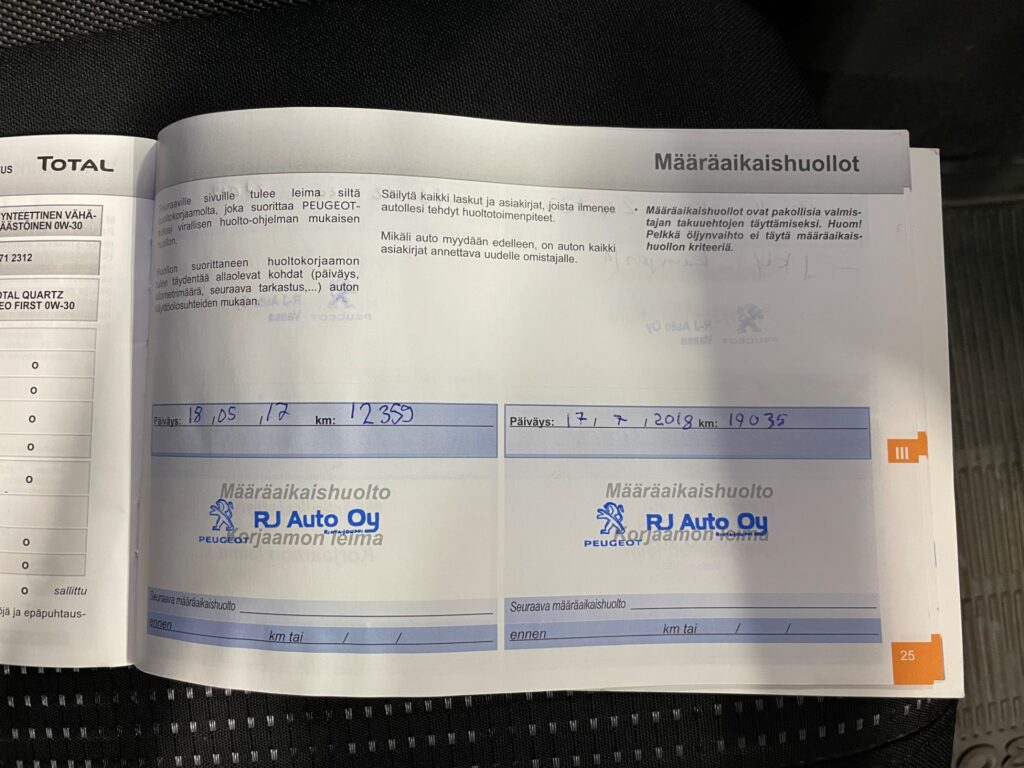 US TOTAL
YNTEETTINEN VÄHÄ-
ÄÄSTÖINEN 0W-30
71 2312
OTAL QUARTZ
EO FIRST 0W-30
o
o
o
o
o
o
o
o sallittu
öjä ja epäpuhtaus-
Määräaikaishuollot
Seuraaville sivuille tulee leima siltä
huoltokorjaamolta, joka suorittaa PEUGEOT-
autosi virallisen huolto-ohjelman mukaisen
huollon.
Huollon suorittaneen huoltokorjaamon
tulee täydentää allaolevat kohdat (päiväys,
kilometrimäärä, seuraava tarkastus,...) auton
käyttöolosuhteiden mukaan.
Säilytä kaikki laskut ja asiakirjat, joista ilmenee
autollesi tehdyt huoltotoimenpiteet.
Mikäli auto myydään edelleen, on auton kaikki
asiakirjat annettava uudelle omistajalle.
• Määräaikaishuollot ovat pakollisia valmis-
tajan takuuehtojen täyttämiseksi. Huom!
Pelkkä öljynvaihto ei täytä määräaikais-
huollon kriteeriä.
Päiväys: 18 , 05 , 17 km: 12359
Määräaikaishuolto
RJ Auto Oy
PEUGEOT
Korjaamon leima
Seuraava määräaikaishuolto
ennen km tai / /
Päiväys: 17 , 7 , 2018 km: 19035
Määräaikaishuolto
RJ Auto Oy
PEUGEOT
Korjaamon leima
Seuraava määräaikaishuolto
ennen km tai / /
III
25